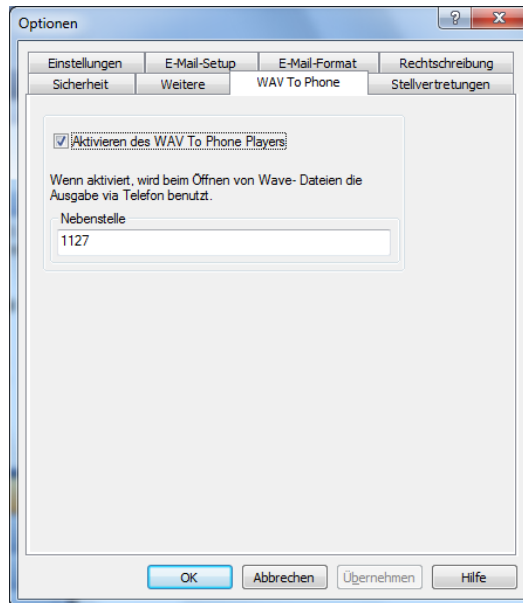 Optionen
Einstellungen E-Mail-Setup E-Mail-Format Rechtschreibung
Sicherheit Weitere WAV To Phone Stellvertretungen
Aktivieren des WAV To Phone Players
Wenn aktiviert, wird beim Öffnen von Wave- Dateien die
Ausgabe via Telefon benutzt.
Nebenstelle
1127
OK Abbrechen Übernehmen Hilfe